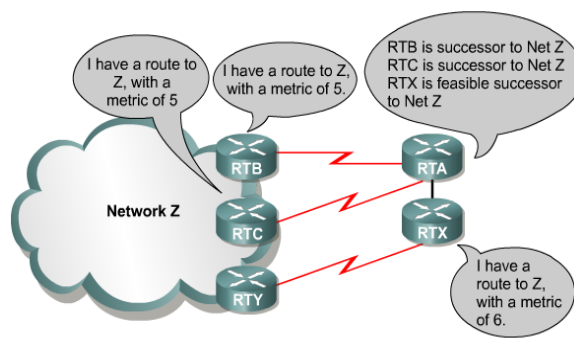 I have a route to
Z, with a
metric of 5
I have a route to Z,
with a metric of 5.
RTB is successor to Net Z
RTC is successor to Net Z
RTX is feasible successor
to Net Z
RTB
RTA
Network Z
RTC
RTX
RTY
I have a
route to Z,
with a metric
of 6.